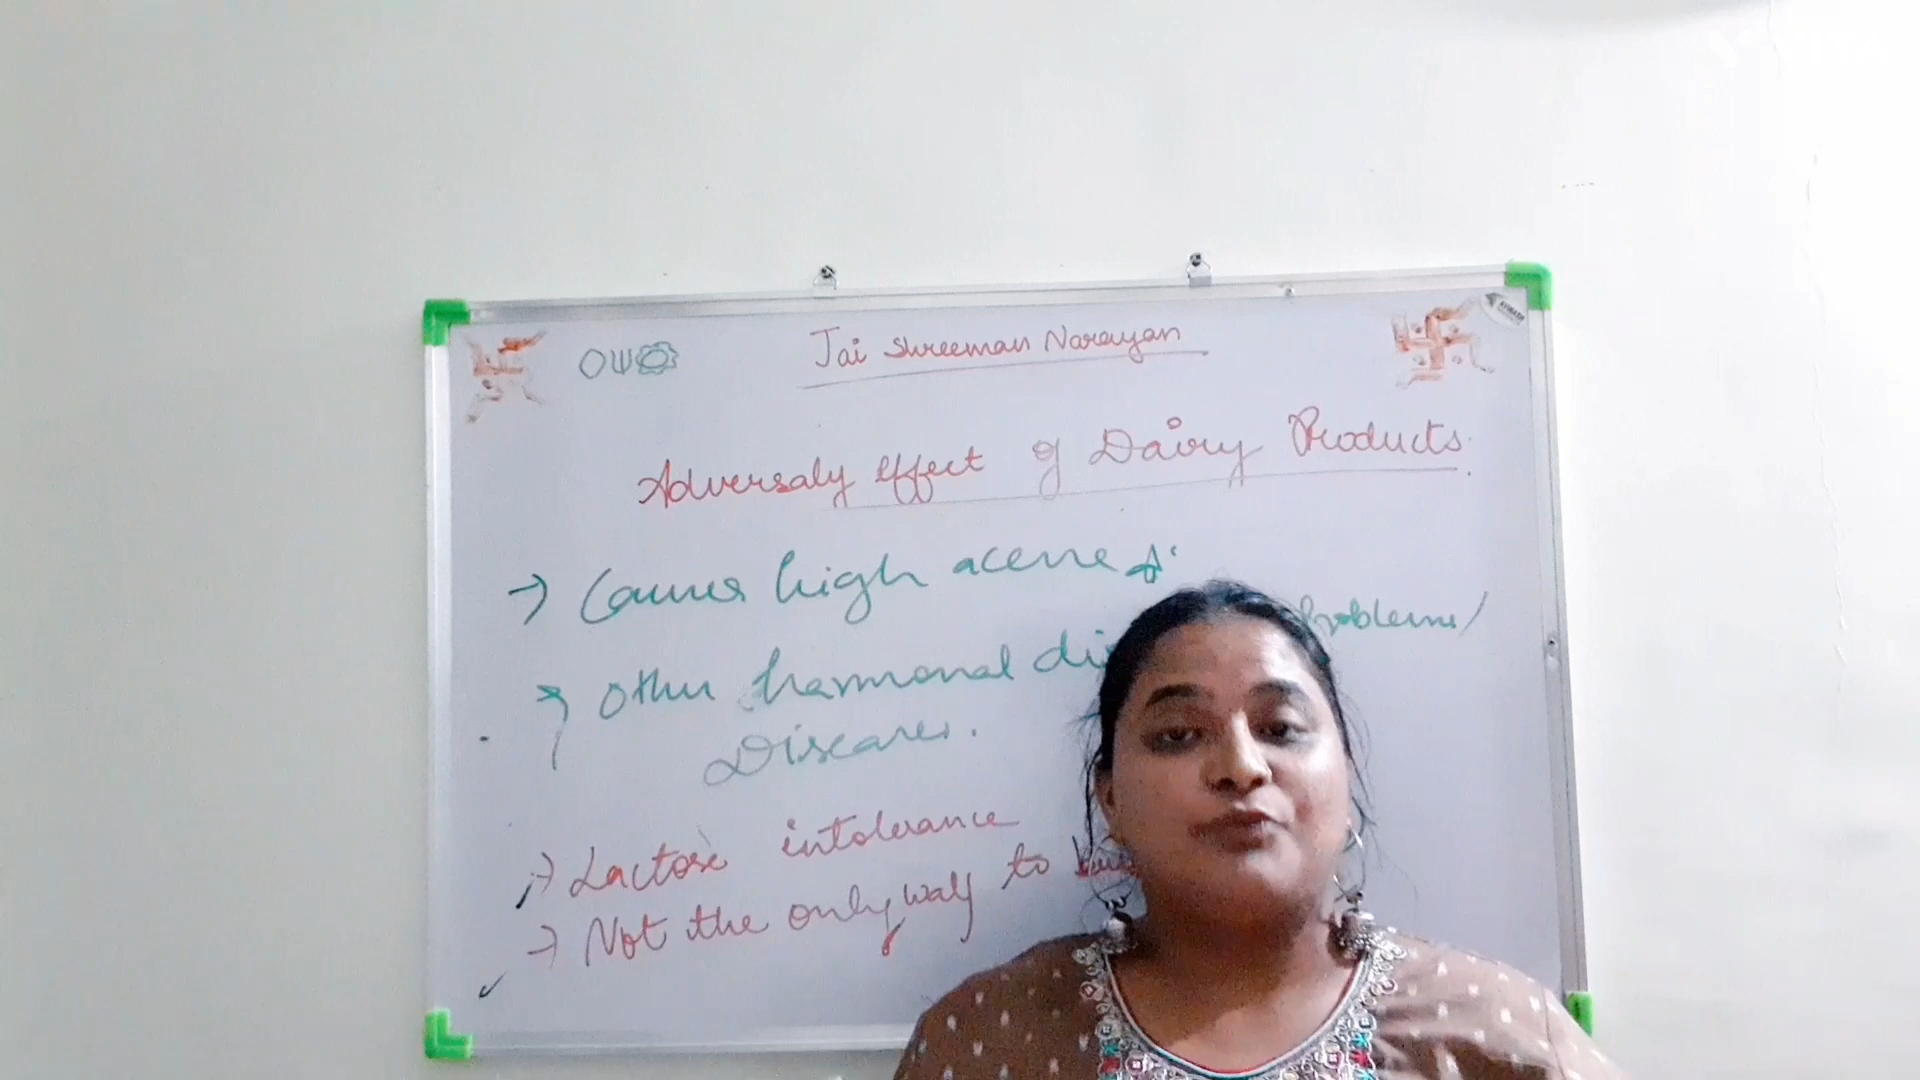 Jai Shreeman Narayan
Adversaly effect of Dairy Products.
→ Causes high acene
→ Other harmonal Problems/
Diseases.
→ Lactose intolerance
→ Not the only way to